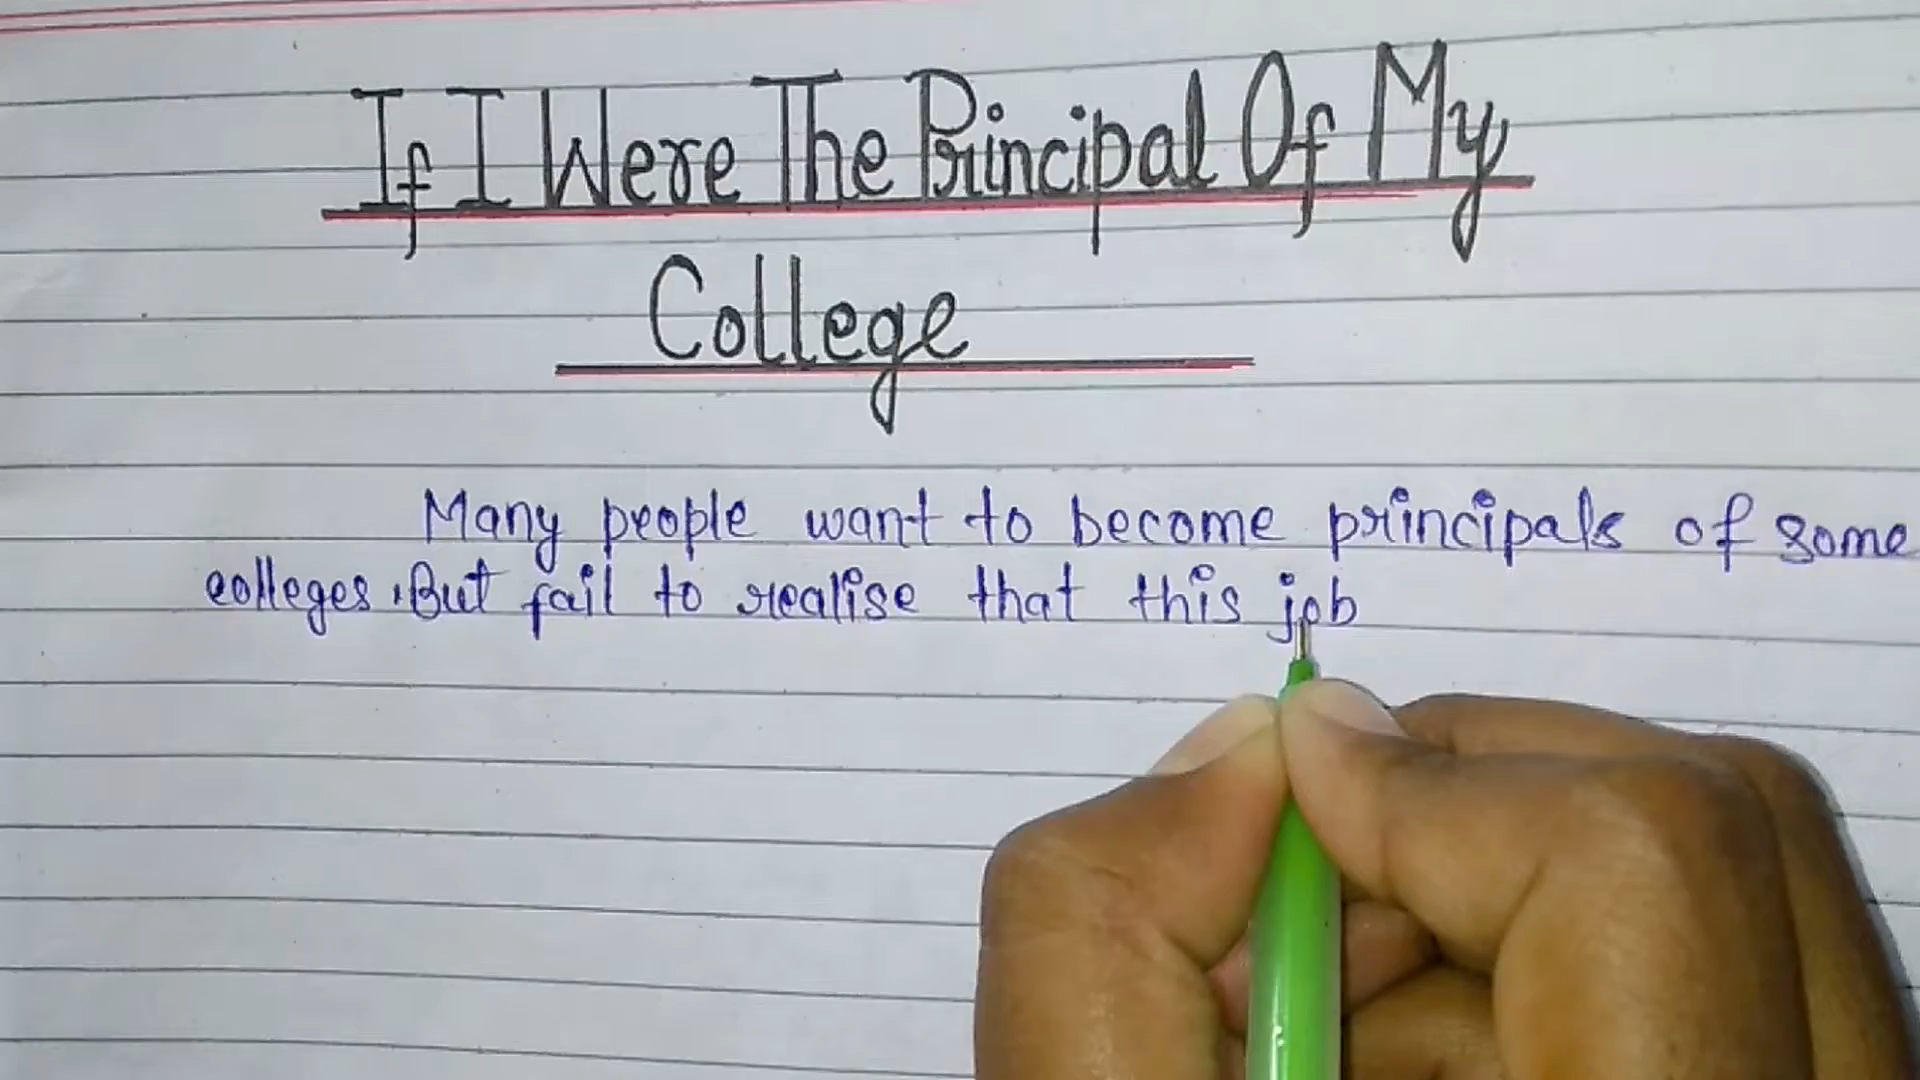 If I Were The Principal Of My
College
Many people want to become principals of some
colleges. But fail to realise that this job